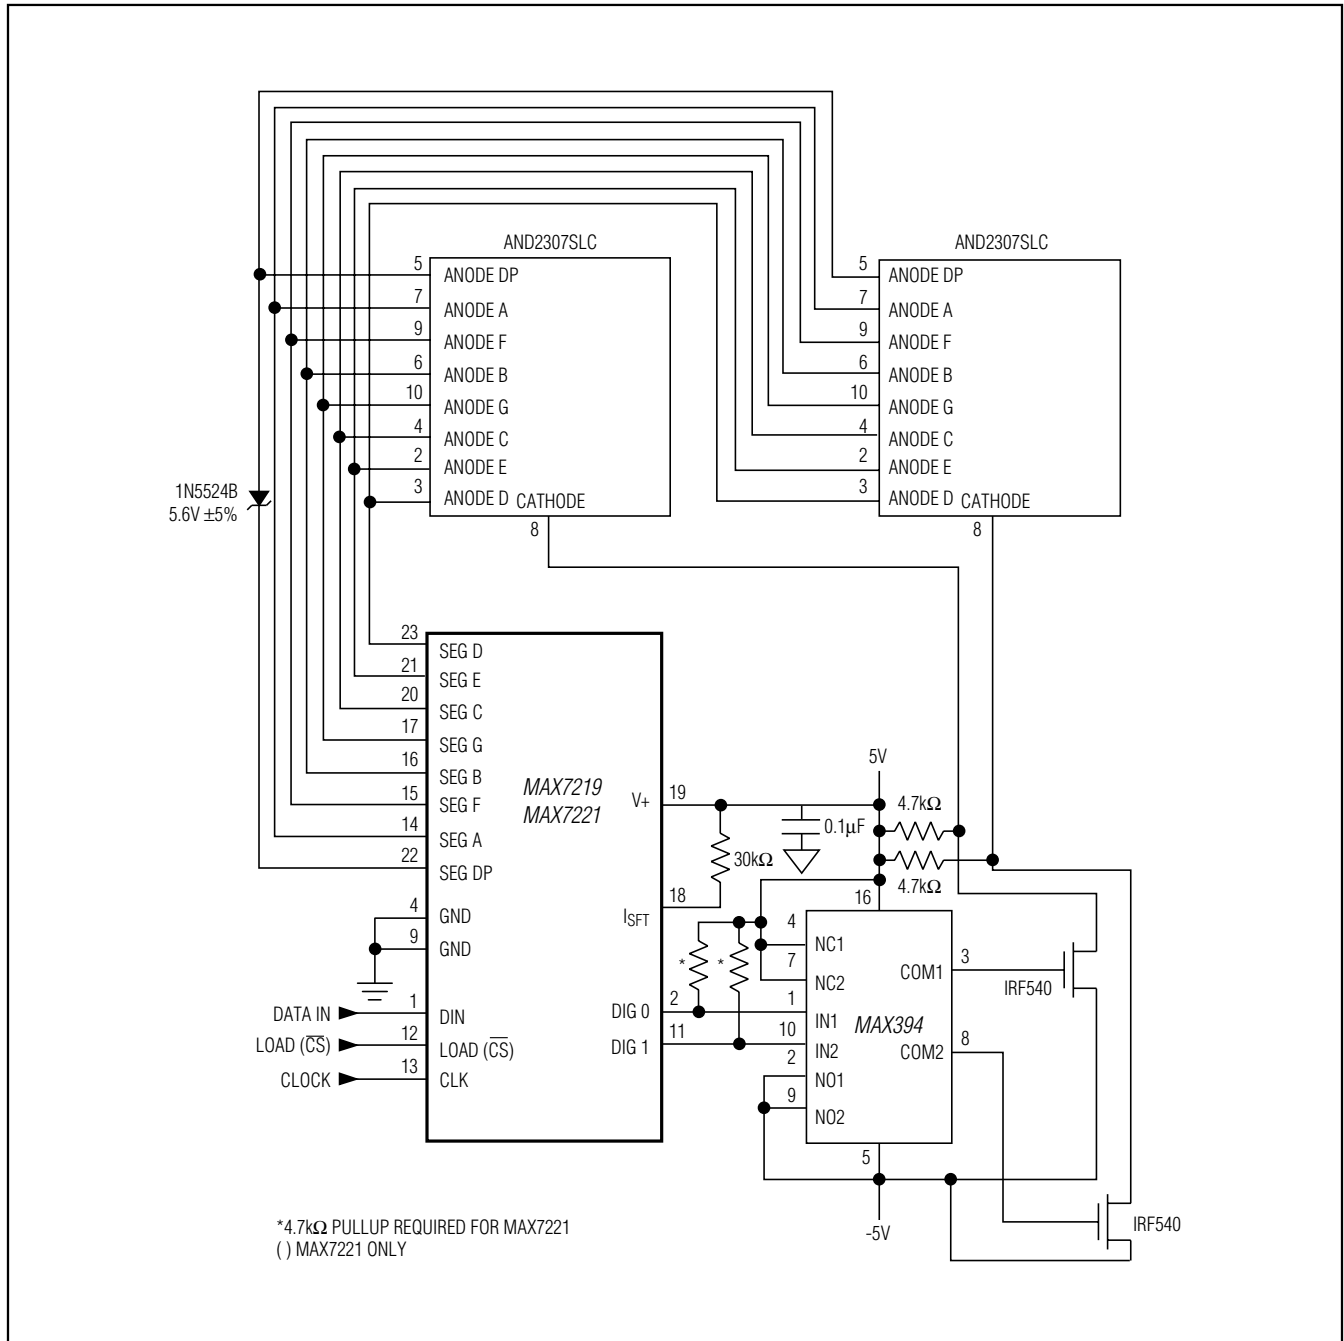 AND2307SLC
5
ANODE DP
7
ANODE A
9
ANODE F
6
ANODE B
10
ANODE G
4
ANODE C
2
ANODE E
3
ANODE D
CATHODE
8
AND2307SLC
5
ANODE DP
7
ANODE A
9
ANODE F
6
ANODE B
10
ANODE G
4
ANODE C
2
ANODE E
3
ANODE D
CATHODE
8
1N5524B
5.6V ±5%
23
SEG D
21
SEG E
20
SEG C
17
SEG G
16
SEG B
15
SEG F
14
SEG A
22
SEG DP
4
GND
9
GND
DATA IN
1
DIN
LOAD (C̅S̅)
12
LOAD (C̅S̅)
CLOCK
13
CLK
MAX7219
MAX7221
V+
19
18
ISFT
DIG 0
2
DIG 1
11
30kΩ
0.1µF
5V
4.7kΩ
4.7kΩ
*
*
16
4
NC1
7
NC2
1
IN1
10
IN2
2
NO1
9
NO2
MAX394
COM1
3
COM2
8
5
-5V
IRF540
IRF540
*4.7kΩ PULLUP REQUIRED FOR MAX7221
( ) MAX7221 ONLY